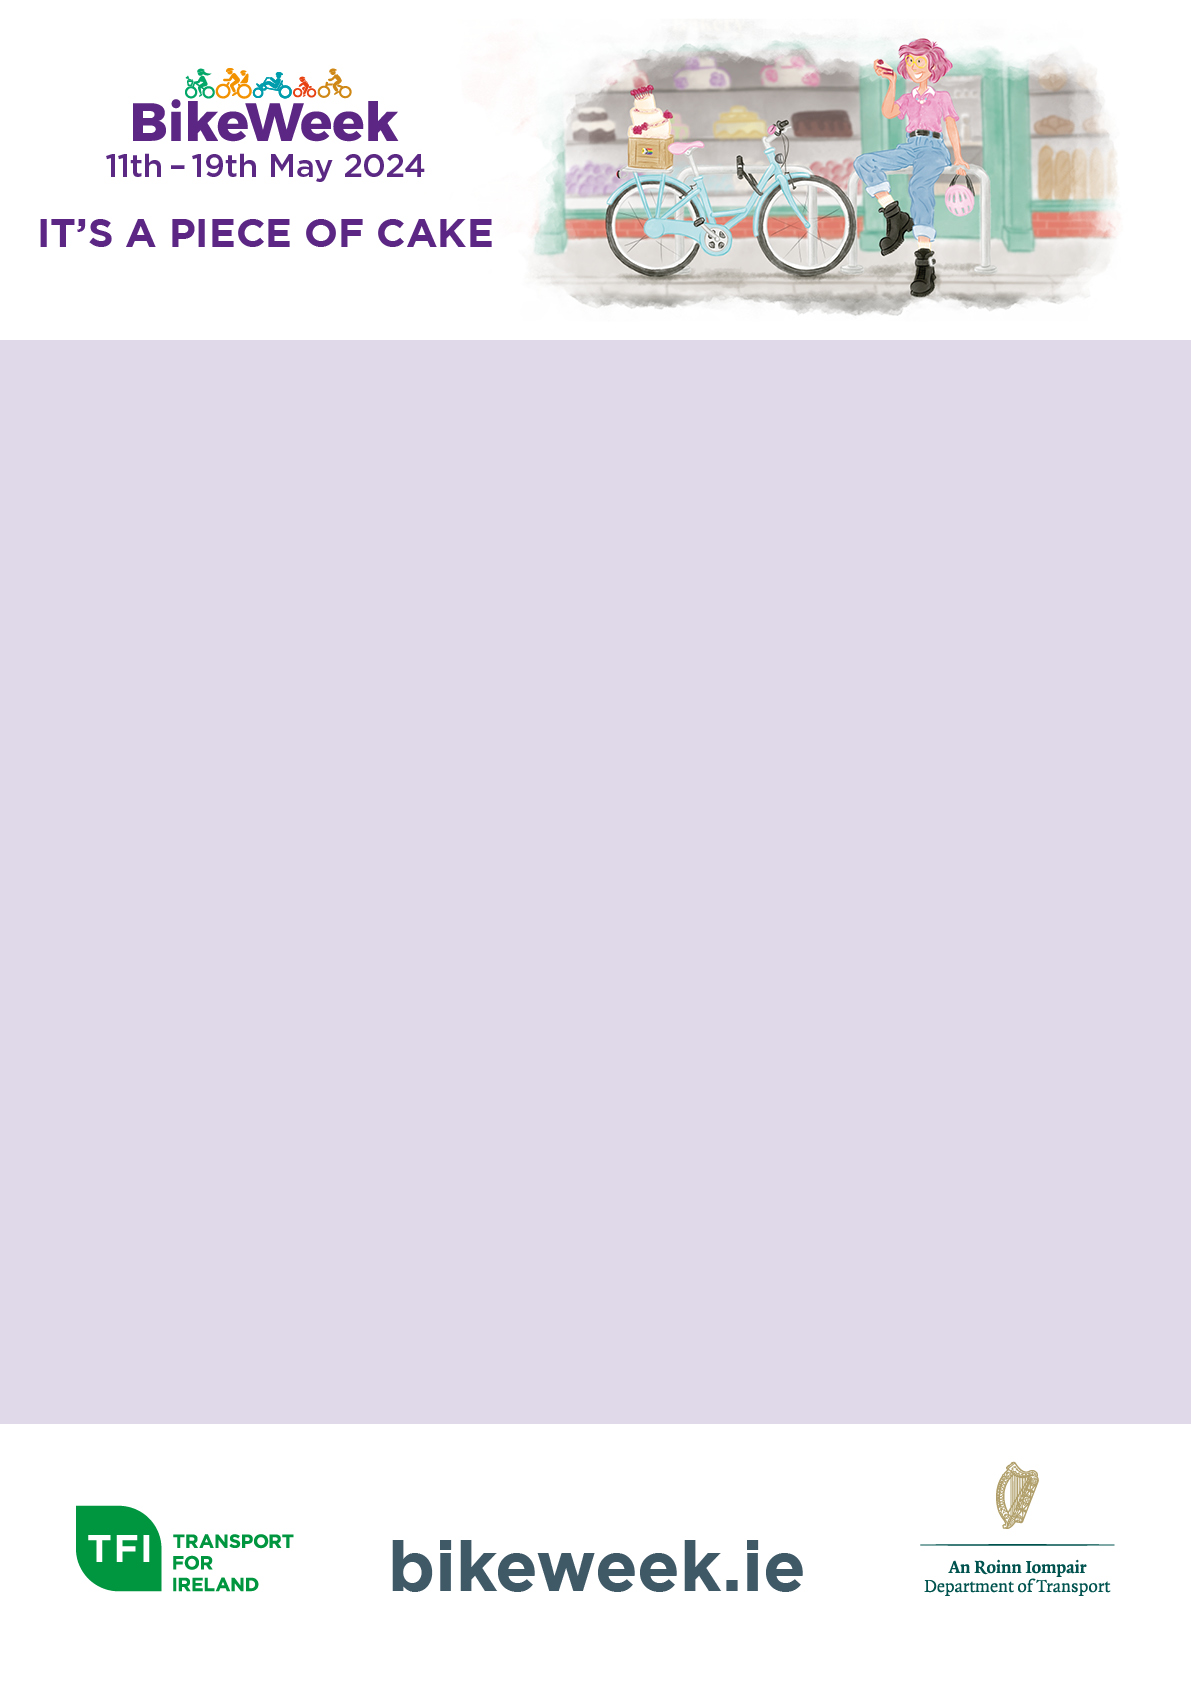 BikeWeek
11th – 19th May 2024
IT’S A PIECE OF CAKE
TFI
TRANSPORT
FOR
IRELAND
bikeweek.ie
An Roinn Iompair
Department of Transport